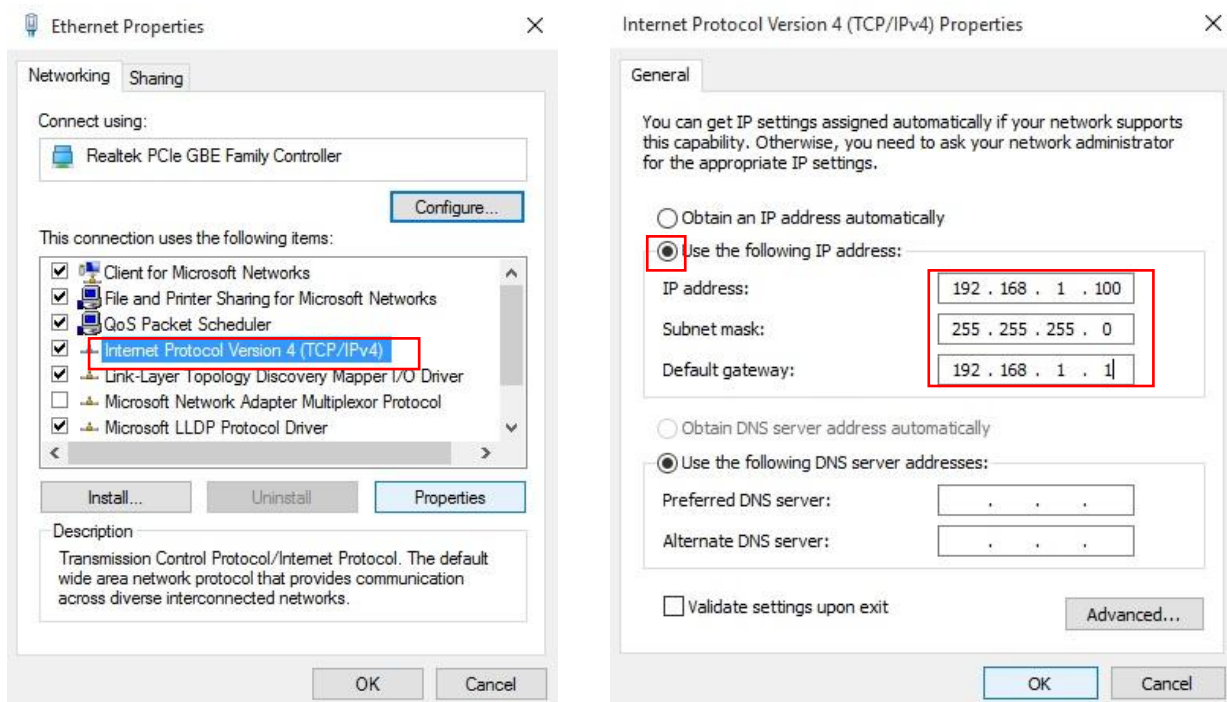 Ethernet Properties
Networking
Sharing
Connect using:
Realtek PCIe GBE Family Controller
Configure...
This connection uses the following items:
Client for Microsoft Networks
File and Printer Sharing for Microsoft Networks
QoS Packet Scheduler
Internet Protocol Version 4 (TCP/IPv4)
Link-Layer Topology Discovery Mapper I/O Driver
Microsoft Network Adapter Multiplexor Protocol
Microsoft LLDP Protocol Driver
Install...
Uninstall
Properties
Description
Transmission Control Protocol/Internet Protocol. The default
wide area network protocol that provides communication
across diverse interconnected networks.
OK
Cancel
Internet Protocol Version 4 (TCP/IPv4) Properties
General
You can get IP settings assigned automatically if your network supports
this capability. Otherwise, you need to ask your network administrator
for the appropriate IP settings.
Obtain an IP address automatically
Use the following IP address:
IP address: 192 . 168 . 1 . 100
Subnet mask: 255 . 255 . 255 . 0
Default gateway: 192 . 168 . 1 . 1
Obtain DNS server address automatically
Use the following DNS server addresses:
Preferred DNS server: . . .
Alternate DNS server: . . .
Validate settings upon exit
Advanced...
OK
Cancel